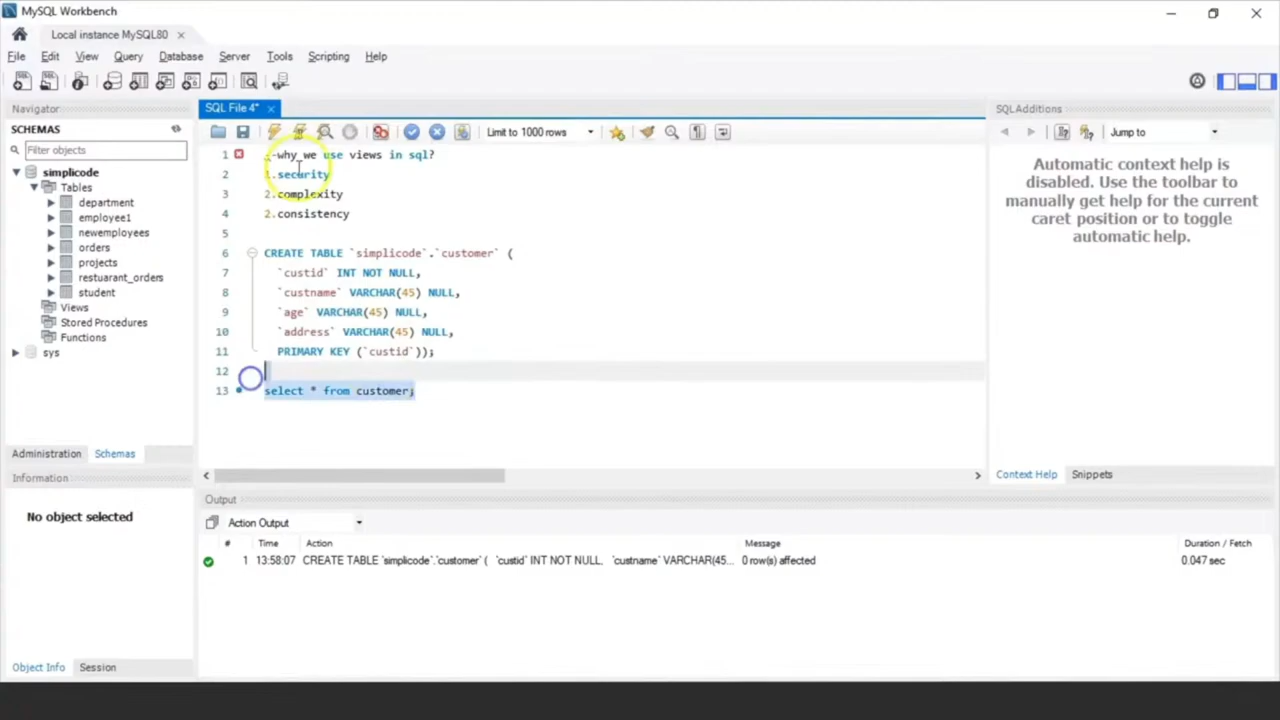 MySQL Workbench
Local instance MySQL80
File Edit View Query Database Server Tools Scripting Help
Navigator
SCHEMAS
Filter objects
simplicode
Tables
department
employee1
newemployees
orders
projects
restuarant_orders
student
Views
Stored Procedures
Functions
sys
Administration Schemas
Information
No object selected
Object Info Session
SQL File 4*
Limit to 1000 rows
1 --why we use views in sql?
2 1.security
3 2.complexity
4 2.consistency
5
6 CREATE TABLE `simplicode`.`customer` (
7 `custid` INT NOT NULL,
8 `custname` VARCHAR(45) NULL,
9 `age` VARCHAR(45) NULL,
10 `address` VARCHAR(45) NULL,
11 PRIMARY KEY (`custid`));
12
13 select * from customer;
SQLAdditions
Jump to
Automatic context help is
disabled. Use the toolbar to
manually get help for the current
caret position or to toggle
automatic help.
Context Help Snippets
Output
Action Output
# Time Action Message Duration / Fetch
1 13:58:07 CREATE TABLE `simplicode`.`customer` ( `custid` INT NOT NULL, `custname` VARCHAR(45... 0 row(s) affected 0.047 sec